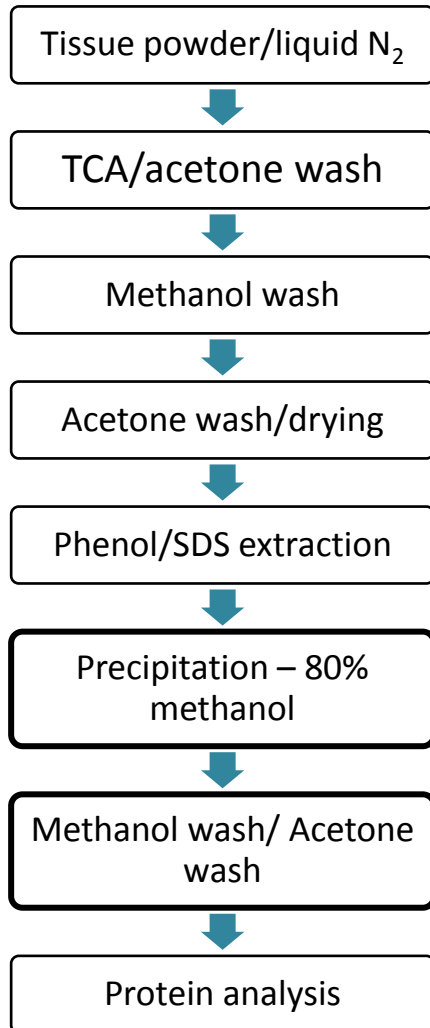 Tissue powder/liquid N₂
TCA/acetone wash
Methanol wash
Acetone wash/drying
Phenol/SDS extraction
Precipitation – 80%
methanol
Methanol wash/ Acetone
wash
Protein analysis